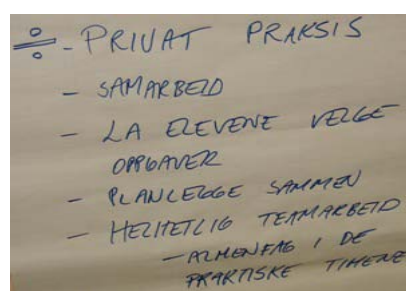 ÷ - PRIVAT PRAKSIS
- SAMARBEID
- LA ELEVENE VELGE
OPPGAVER
- PLANLEGGE SAMMEN
- HELHETLIG TEAMARBEID
- ALMENFAG I DE
PRAKTISKE TIMENE